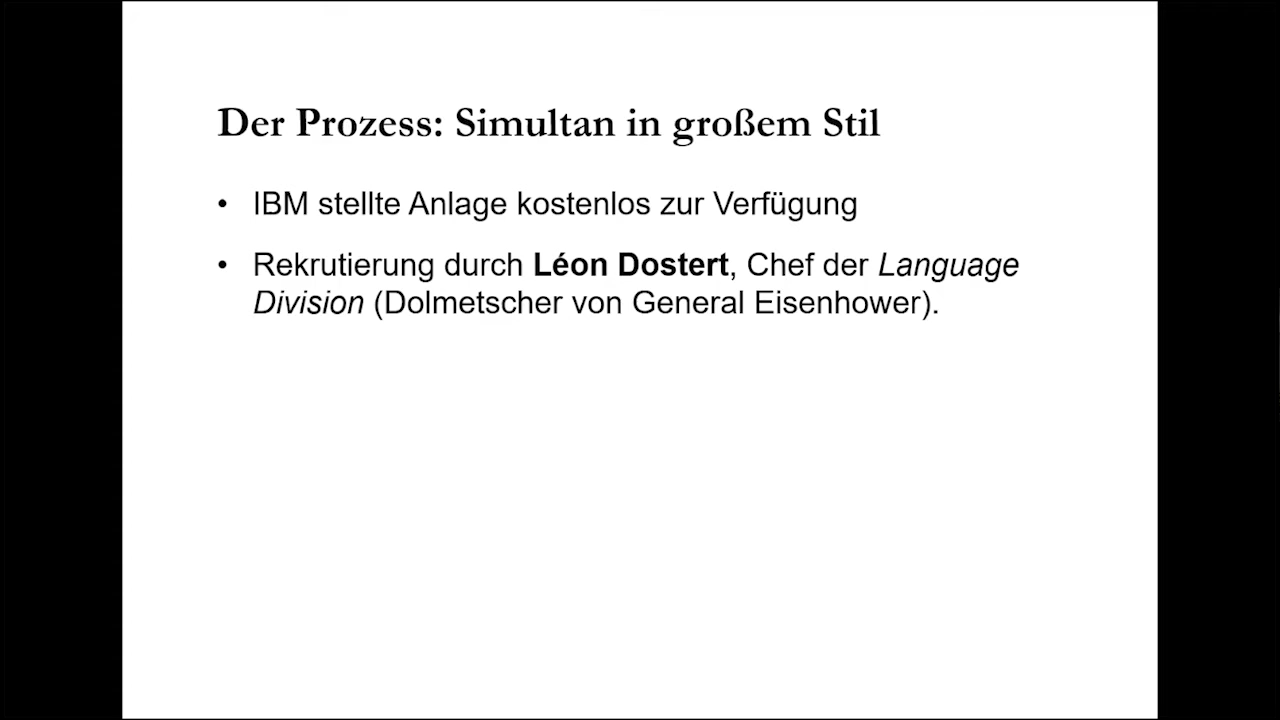 Der Prozess: Simultan in großem Stil
• IBM stellte Anlage kostenlos zur Verfügung
• Rekrutierung durch Léon Dostert, Chef der Language
Division (Dolmetscher von General Eisenhower).